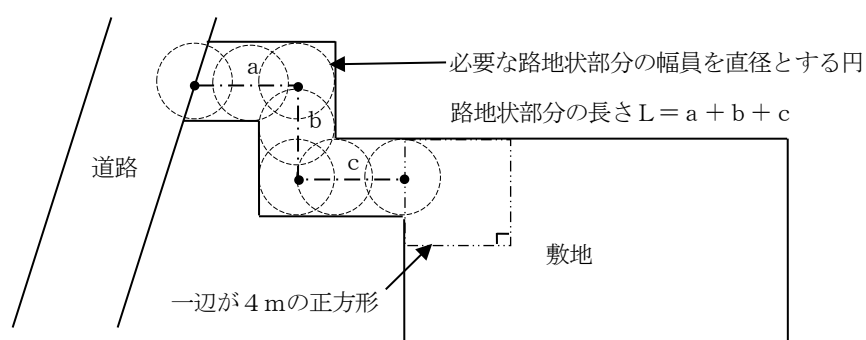 a
必要な路地状部分の幅員を直径とする円
路地状部分の長さL=a+b+c
b
道路
c
敷地
一辺が4mの正方形